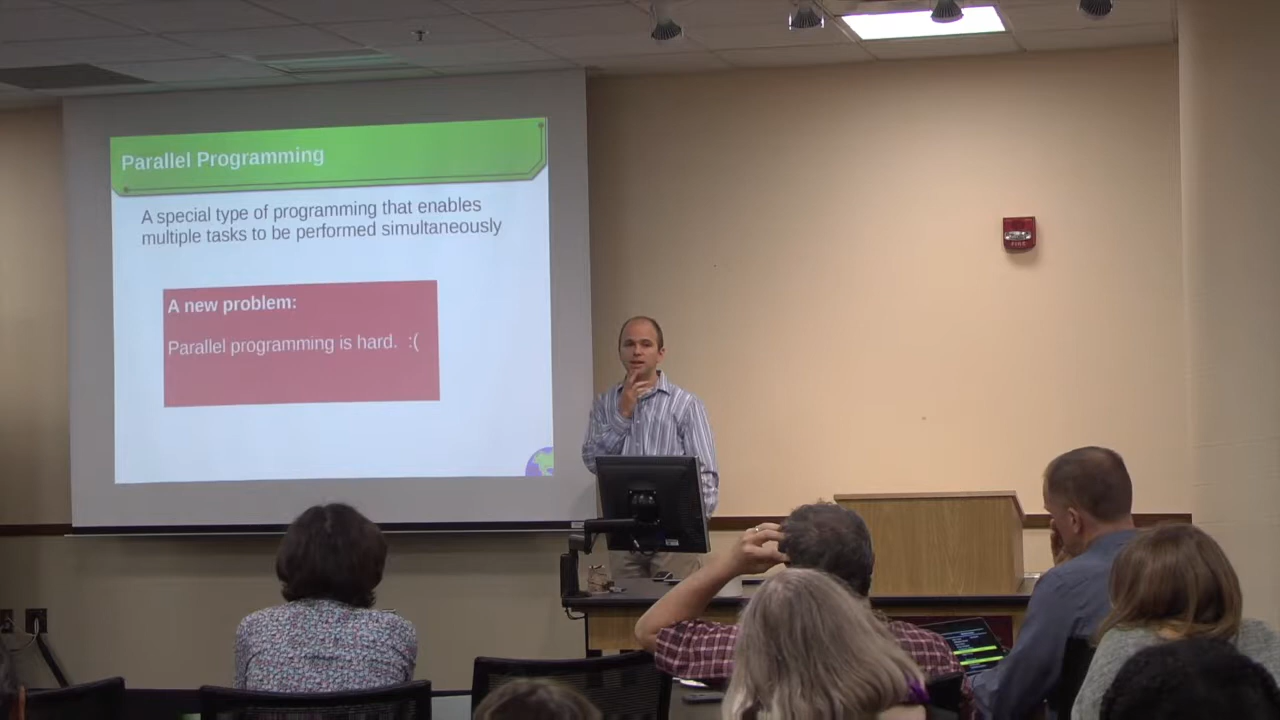 Parallel Programming
A special type of programming that enables
multiple tasks to be performed simultaneously
A new problem:
Parallel programming is hard.  :(
FIRE